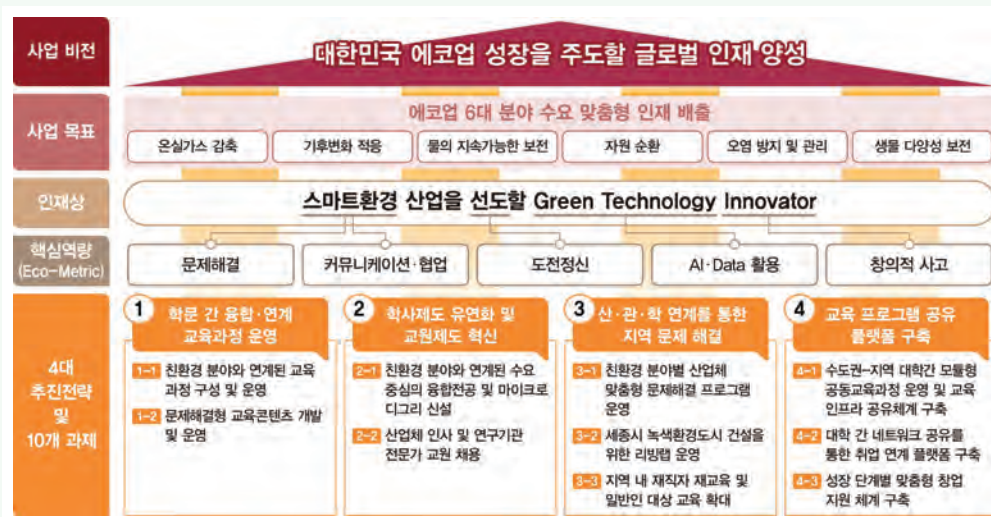 사업 비전
대한민국 에코업 성장을 주도할 글로벌 인재 양성
사업 목표
에코업 6대 분야 수요 맞춤형 인재 배출
온실가스 감축
기후변화 적응
물의 지속가능한 보전
자원 순환
오염 방지 및 관리
생물 다양성 보전
인재상
스마트환경 산업을 선도할 Green Technology Innovator
핵심역량
(Eco-Metric)
문제해결
커뮤니케이션·협업
도전정신
AI·Data 활용
창의적 사고
4대
추진전략
및
10개 과제
1 학문 간 융합·연계
교육과정 운영
1-1 친환경 분야와 연계된 교육
과정 구성 및 운영
1-2 문제해결형 교육콘텐츠 개발
및 운영
2 학사제도 유연화 및
교원제도 혁신
2-1 친환경 분야와 연계된 수요
중심의 융합전공 및 마이크로
디그리 신설
2-2 산업체 인사 및 연구기관
전문가 교원 채용
3 산·관·학 연계를 통한
지역 문제 해결
3-1 친환경 분야별 산업체
맞춤형 문제해결 프로그램
운영
3-2 세종시 녹색환경도시 건설을
위한 리빙랩 운영
3-3 지역 내 재직자 재교육 및
일반인 대상 교육 확대
4 교육 프로그램 공유
플랫폼 구축
4-1 수도권-지역 대학간 모듈형
공동교육과정 운영 및 교육
인프라 공유체계 구축
4-2 대학 간 네트워크 공유를
통한 취업 연계 플랫폼 구축
4-3 성장 단계별 맞춤형 창업
지원 체계 구축